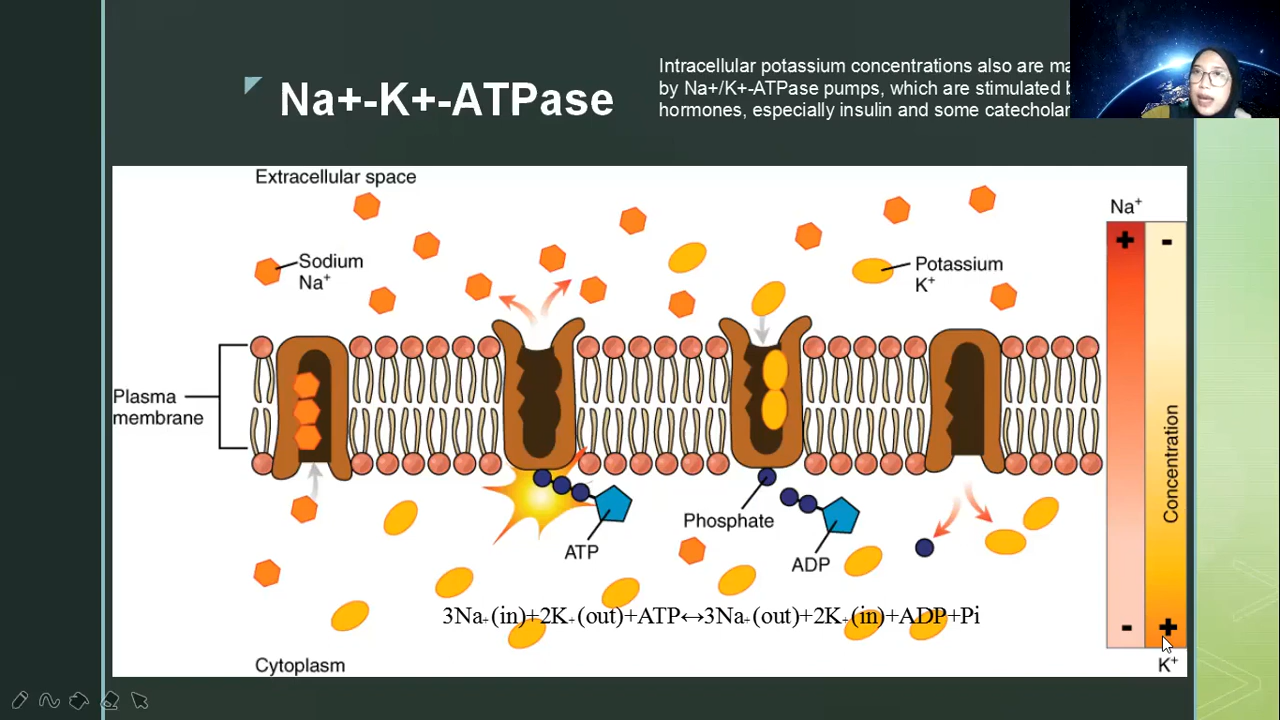 Na+-K+-ATPase
Intracellular potassium concentrations also are
by Na+/K+-ATPase pumps, which are stimulated
hormones, especially insulin and some
Extracellular space
Sodium
Na⁺
Potassium
K⁺
Na⁺
+ -
Plasma
membrane
Concentration
Phosphate
ATP
ADP
3Na₊(in)+2K₊(out)+ATP↔3Na₊(out)+2K₊(in)+ADP+Pi
- +
Cytoplasm
K⁺